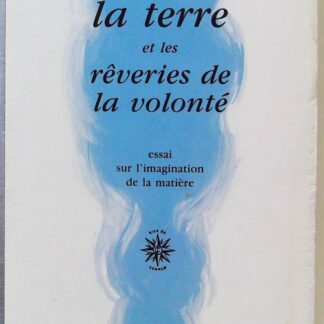 la terre
et les
rêveries de
la volonté
essai
sur l'imagination
de la matière